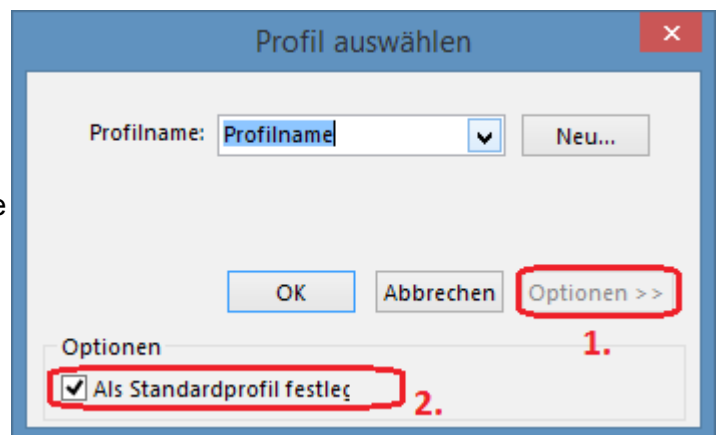 Profil auswählen
Profilname: Profilname Neu...
e
OK Abbrechen Optionen >>
1.
Optionen
Als Standardprofil festleg
2.